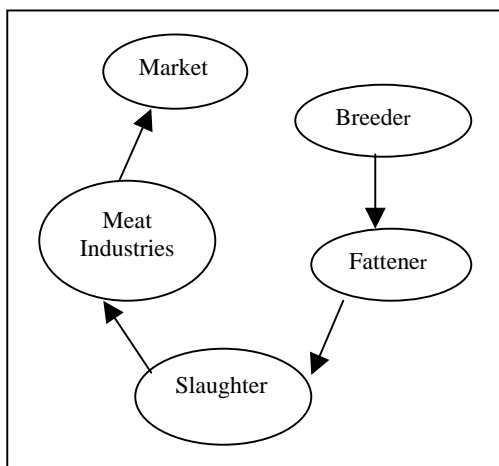 Market
Breeder
Meat
Industries
Fattener
Slaughter